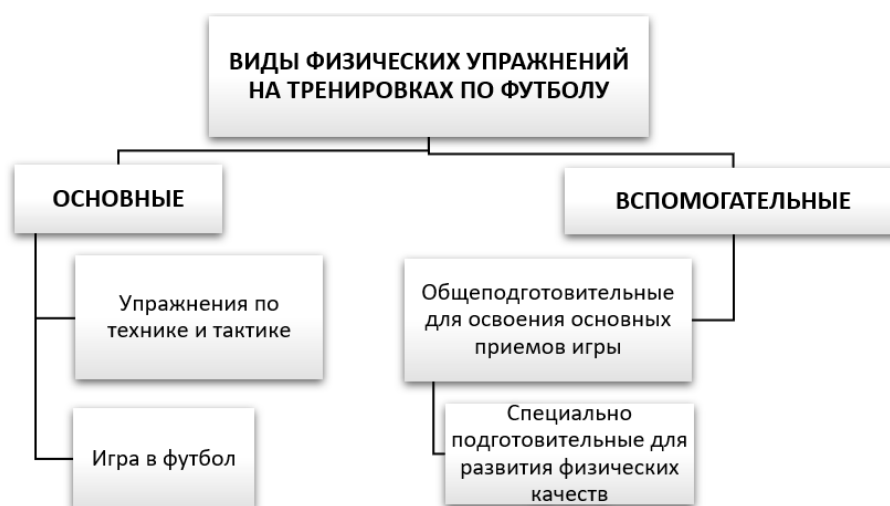 ВИДЫ ФИЗИЧЕСКИХ УПРАЖНЕНИЙ
НА ТРЕНИРОВКАХ ПО ФУТБОЛУ
ОСНОВНЫЕ
ВСПОМОГАТЕЛЬНЫЕ
Упражнения по
технике и тактике
Игра в футбол
Общеподготовительные
для освоения основных
приемов игры
Специально
подготовительные для
развития физических
качеств